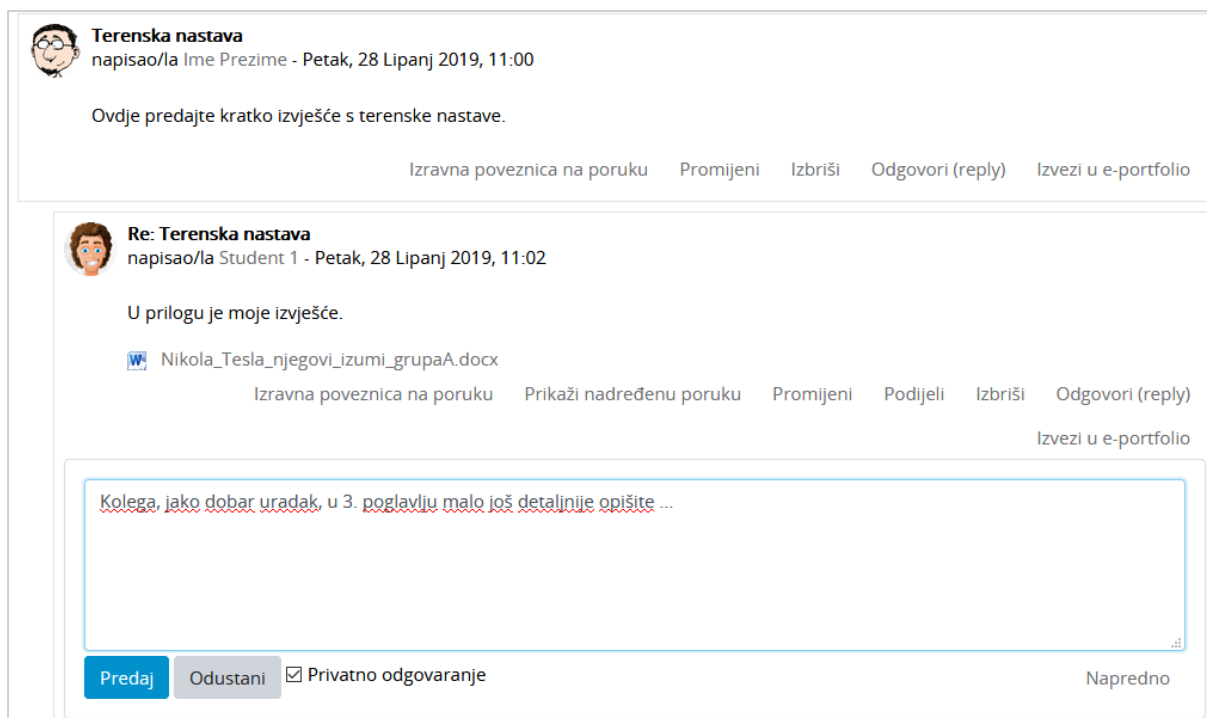 Terenska nastava
napisao/la Ime Prezime - Petak, 28 Lipanj 2019, 11:00
Ovdje predajte kratko izvješće s terenske nastave.
Izravna poveznica na poruku Promijeni Izbriši Odgovori (reply) Izvezi u e-portfolio
Re: Terenska nastava
napisao/la Student 1 - Petak, 28 Lipanj 2019, 11:02
U prilogu je moje izvješće.
Nikola_Tesla_njegovi_izumi_grupaA.docx
Izravna poveznica na poruku Prikaži nadređenu poruku Promijeni Podijeli Izbriši Odgovori (reply)
Izvezi u e-portfolio
Kolega, jako dobar uradak, u 3. poglavlju malo još detaljnije opišite ...
Predaj Odustani Privatno odgovaranje Napredno